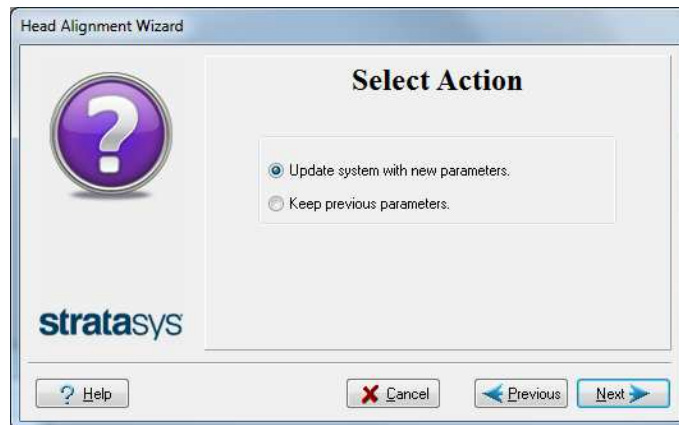 Head Alignment Wizard
Select Action
Update system with new parameters.
Keep previous parameters.
stratasys
? Help
Cancel
Previous
Next